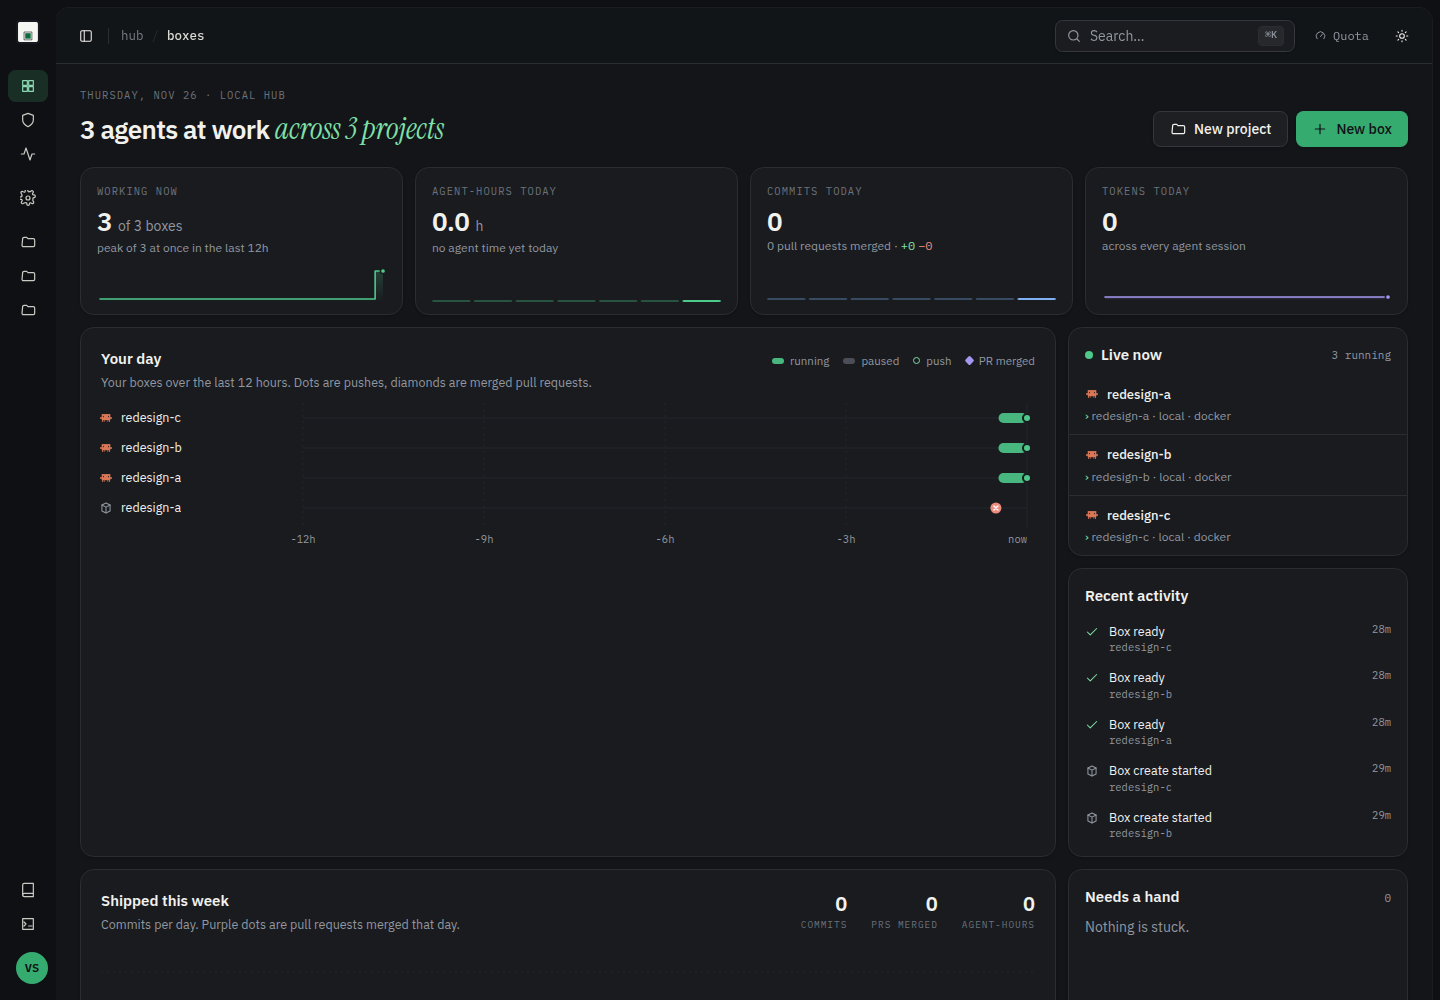 hub / boxes
Search...
⌘K
Quota
THURSDAY, NOV 26 · LOCAL HUB
3 agents at work across 3 projects
New project
New box
WORKING NOW
3 of 3 boxes
peak of 3 at once in the last 12h
AGENT-HOURS TODAY
0.0 h
no agent time yet today
COMMITS TODAY
0
0 pull requests merged · +0 −0
TOKENS TODAY
0
across every agent session
Your day
running
paused
push
PR merged
Your boxes over the last 12 hours. Dots are pushes, diamonds are merged pull requests.
redesign-c
redesign-b
redesign-a
redesign-a
-12h
-9h
-6h
-3h
now
Live now
3 running
redesign-a
› redesign-a · local · docker
redesign-b
› redesign-b · local · docker
redesign-c
› redesign-c · local · docker
Recent activity
Box ready
28m
redesign-c
Box ready
28m
redesign-b
Box ready
28m
redesign-a
Box create started
29m
redesign-c
Box create started
29m
redesign-b
Shipped this week
Commits per day. Purple dots are pull requests merged that day.
0
COMMITS
0
PRS MERGED
0
AGENT-HOURS
Needs a hand
0
Nothing is stuck.
VS